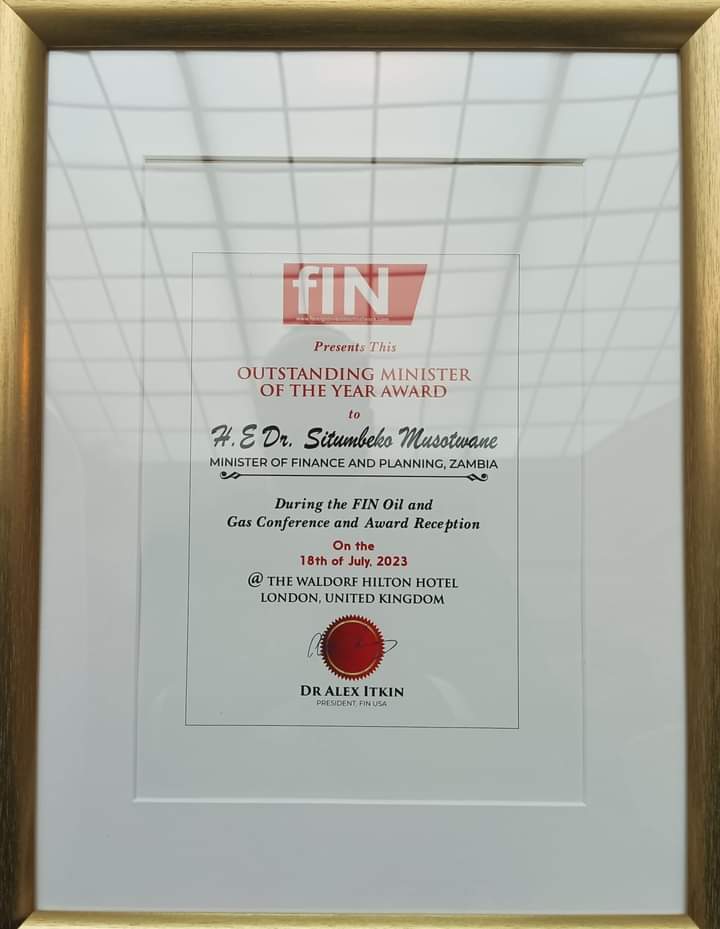 fIN
Presents This
OUTSTANDING MINISTER
OF THE YEAR AWARD
to
H.E Dr. Situmbeko Musotwane
MINISTER OF FINANCE AND PLANNING, ZAMBIA
During the FIN Oil and
Gas Conference and Award Reception
On the
18th of July, 2023
@ THE WALDORF HILTON HOTEL
LONDON, UNITED KINGDOM
DR ALEX ITKIN
PRESIDENT, FIN USA